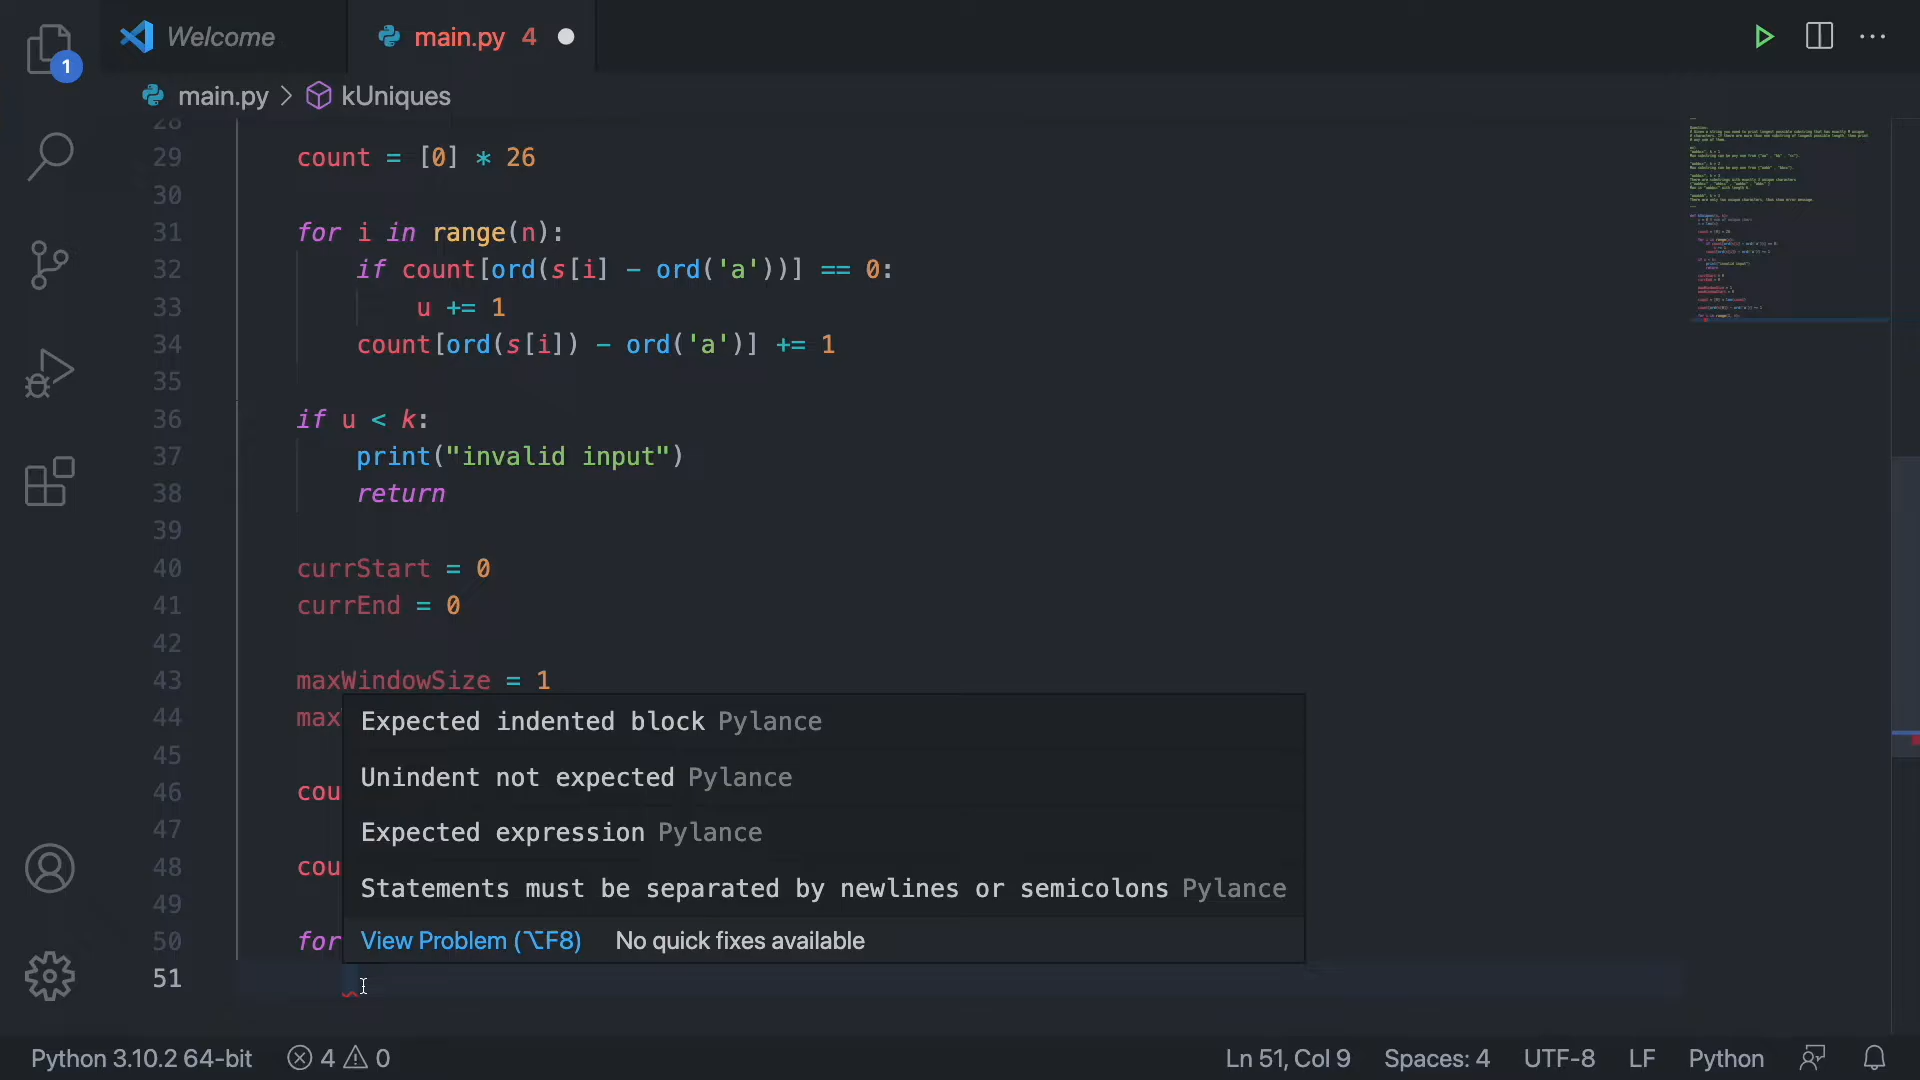 1
Welcome
main.py 4
main.py > kUniques
28
29 count = [0] * 26
30
31 for i in range(n):
32 if count[ord(s[i] - ord('a'))] == 0:
33 u += 1
34 count[ord(s[i]) - ord('a')] += 1
35
36 if u < k:
37 print("invalid input")
38 return
39
40 currStart = 0
41 currEnd = 0
42
43 maxWindowSize = 1
44 max
45
46 cou
47
48 cou
49
50 for
51
Expected indented block Pylance
Unindent not expected Pylance
Expected expression Pylance
Statements must be separated by newlines or semicolons Pylance
View Problem (⌥F8) No quick fixes available
Python 3.10.2 64-bit 4 0 Ln 51, Col 9 Spaces: 4 UTF-8 LF Python